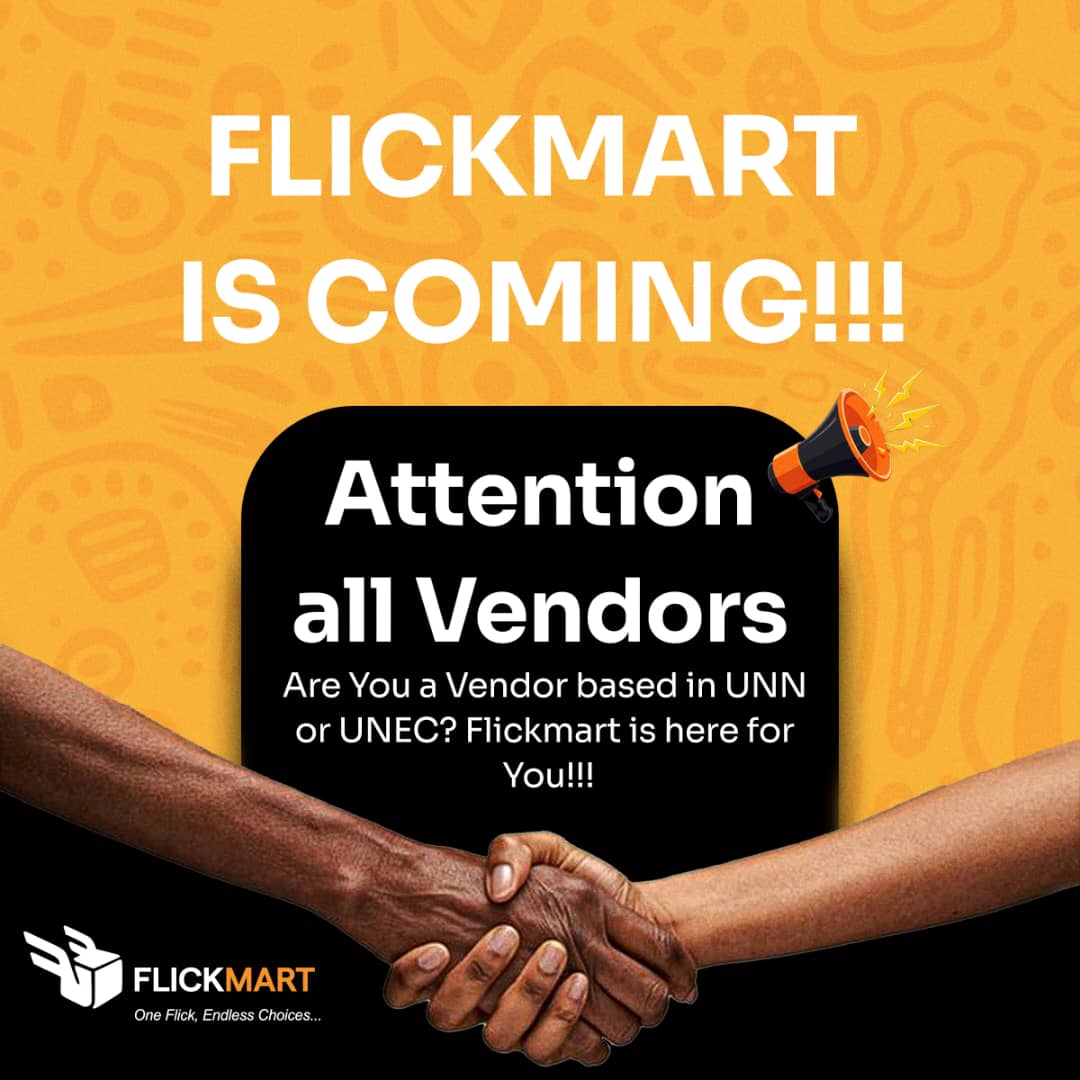 FLICKMART
IS COMING!!!
Attention
all Vendors
Are You a Vendor based in UNN
or UNEC? Flickmart is here for
You!!!
FLICKMART
One Flick, Endless Choices...